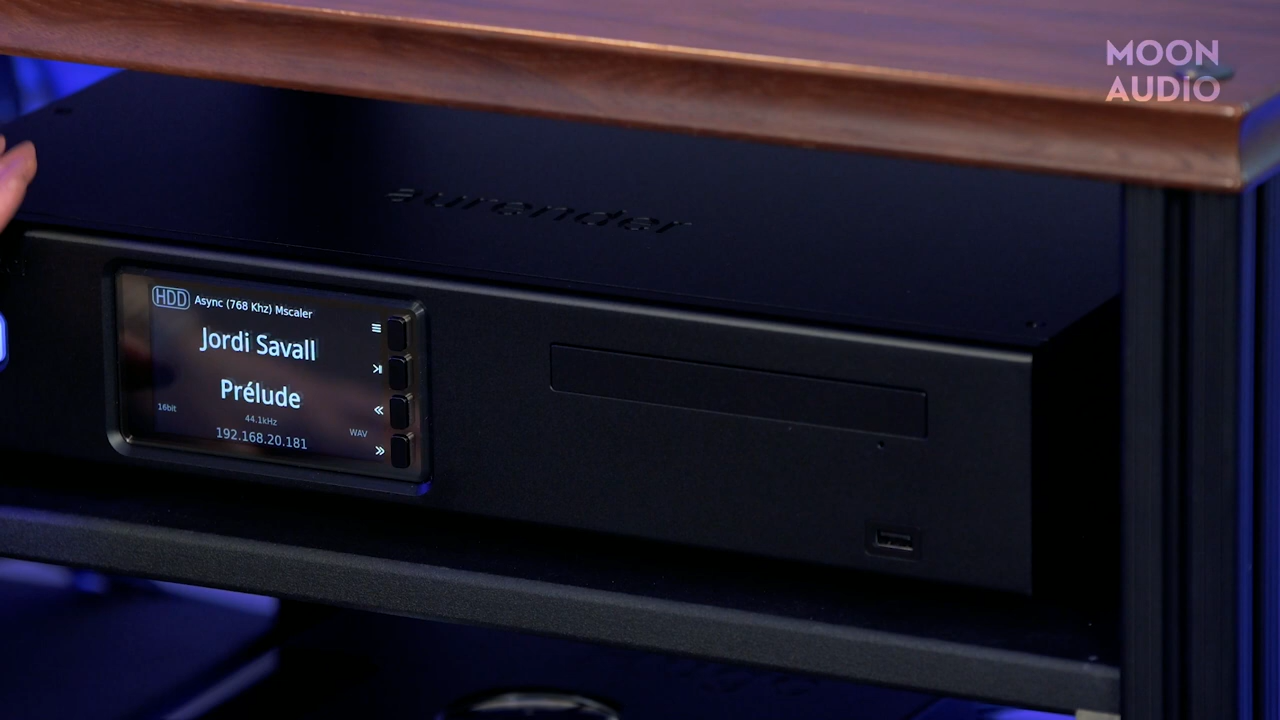 MOON
AUDIO
aurender
HDD Async (768 Khz) Mscaler
Jordi Savall
Prélude
16bit 44.1kHz WAV
192.168.20.181